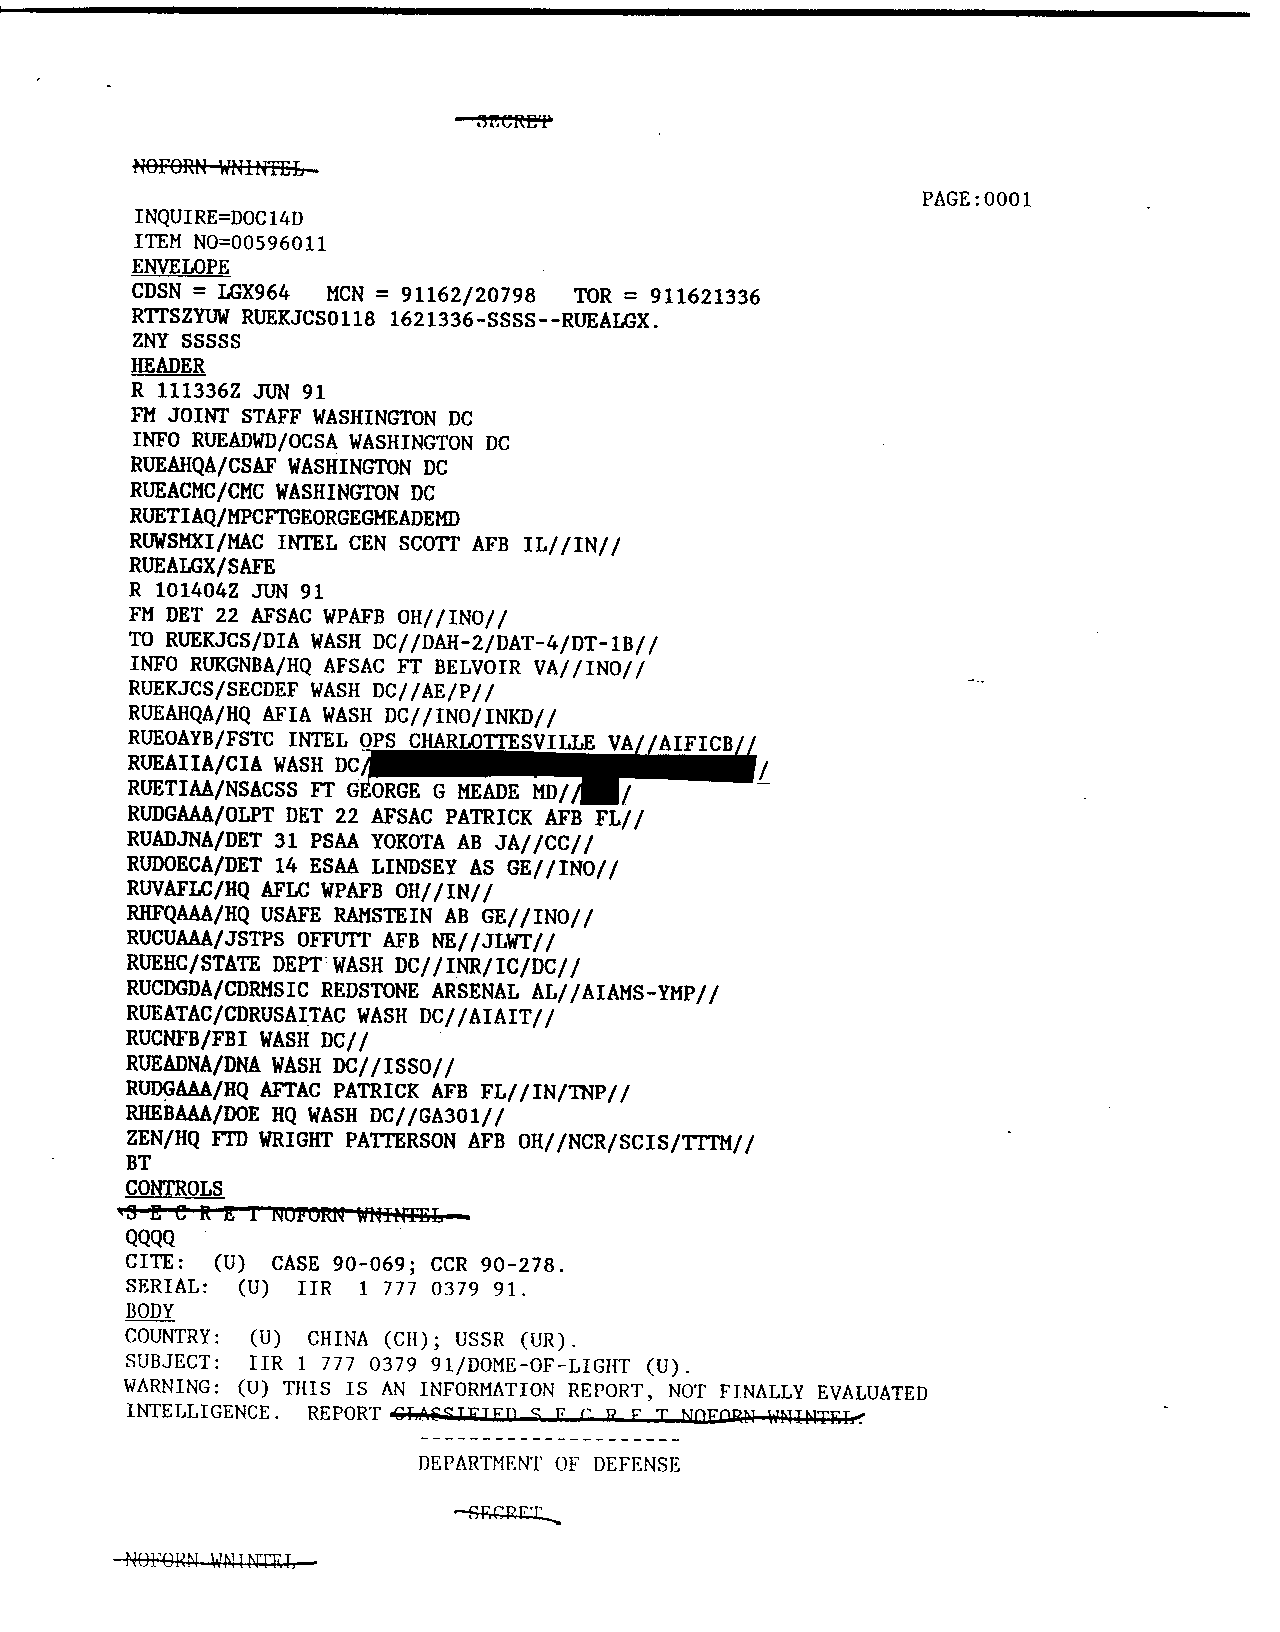 SECRET
NOFORN WNINTEL
PAGE:0001
INQUIRE=DOC14D
ITEM NO=00596011
ENVELOPE
CDSN = LGX964   MCN = 91162/20798   TOR = 911621336
RTTSZYUW RUEKJCS0118 1621336-SSSS--RUEALGX.
ZNY SSSSS
HEADER
R 111336Z JUN 91
FM JOINT STAFF WASHINGTON DC
INFO RUEADWD/OCSA WASHINGTON DC
RUEAHQA/CSAF WASHINGTON DC
RUEACMC/CMC WASHINGTON DC
RUETIAQ/MPCFTGEORGEGMEADEMD
RUWSMXI/MAC INTEL CEN SCOTT AFB IL//IN//
RUEALGX/SAFE
R 101404Z JUN 91
FM DET 22 AFSAC WPAFB OH//INO//
TO RUEKJCS/DIA WASH DC//DAH-2/DAT-4/DT-1B//
INFO RUKGNBA/HQ AFSAC FT BELVOIR VA//INO//
RUEKJCS/SECDEF WASH DC//AE/P//
RUEAHQA/HQ AFIA WASH DC//INO/INKD//
RUEOAYB/FSTC INTEL OPS CHARLOTTESVILLE VA//AIFICB//
RUEAIIA/CIA WASH DC/ /
RUETIAA/NSACSS FT GEORGE G MEADE MD// /
RUDGAAA/OLPT DET 22 AFSAC PATRICK AFB FL//
RUADJNA/DET 31 PSAA YOKOTA AB JA//CC//
RUDOECA/DET 14 ESAA LINDSEY AS GE//INO//
RUVAFLC/HQ AFLC WPAFB OH//IN//
RHFQAAA/HQ USAFE RAMSTEIN AB GE//INO//
RUCUAAA/JSTPS OFFUTT AFB NE//JLWT//
RUEHC/STATE DEPT WASH DC//INR/IC/DC//
RUCDGDA/CDRMSIC REDSTONE ARSENAL AL//AIAMS-YMP//
RUEATAC/CDRUSAITAC WASH DC//AIAIT//
RUCNFB/FBI WASH DC//
RUEADNA/DNA WASH DC//ISSO//
RUDGAAA/HQ AFTAC PATRICK AFB FL//IN/TNP//
RHEBAAA/DOE HQ WASH DC//GA301//
ZEN/HQ FTD WRIGHT PATTERSON AFB OH//NCR/SCIS/TTTM//
BT
CONTROLS
S E C R E T NOFORN WNINTEL
QQQQ
CITE:  (U)  CASE 90-069; CCR 90-278.
SERIAL:  (U)  IIR  1 777 0379 91.
BODY
COUNTRY:  (U)  CHINA (CH); USSR (UR).
SUBJECT:  IIR 1 777 0379 91/DOME-OF-LIGHT (U).
WARNING: (U) THIS IS AN INFORMATION REPORT, NOT FINALLY EVALUATED
INTELLIGENCE.  REPORT CLASSIFIED S E C R E T NOFORN WNINTEL.
---------------------
DEPARTMENT OF DEFENSE
SECRET
NOFORN WNINTEL